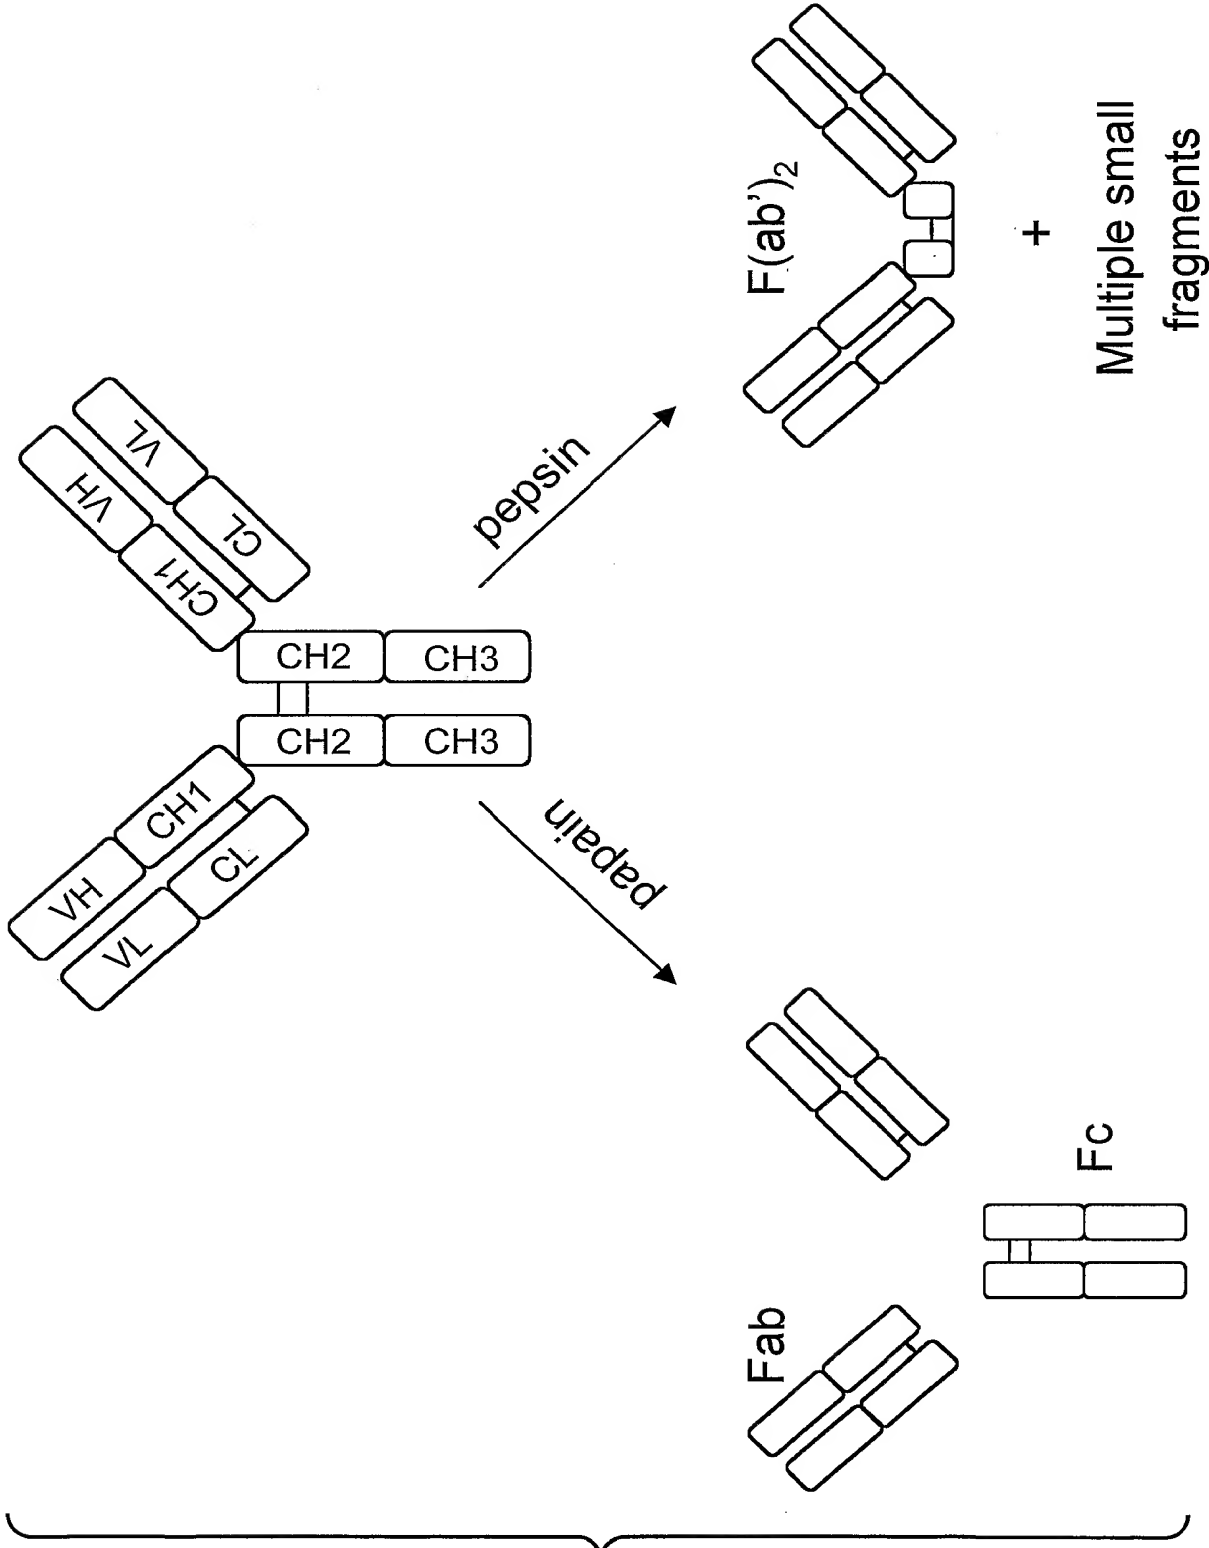 VH
VL
CH1
CL
VH
VL
CH1
CL
CH2
CH3
CH2
CH3
papain
pepsin
Fab
Fc
F(ab’)2
+
Multiple small
fragments